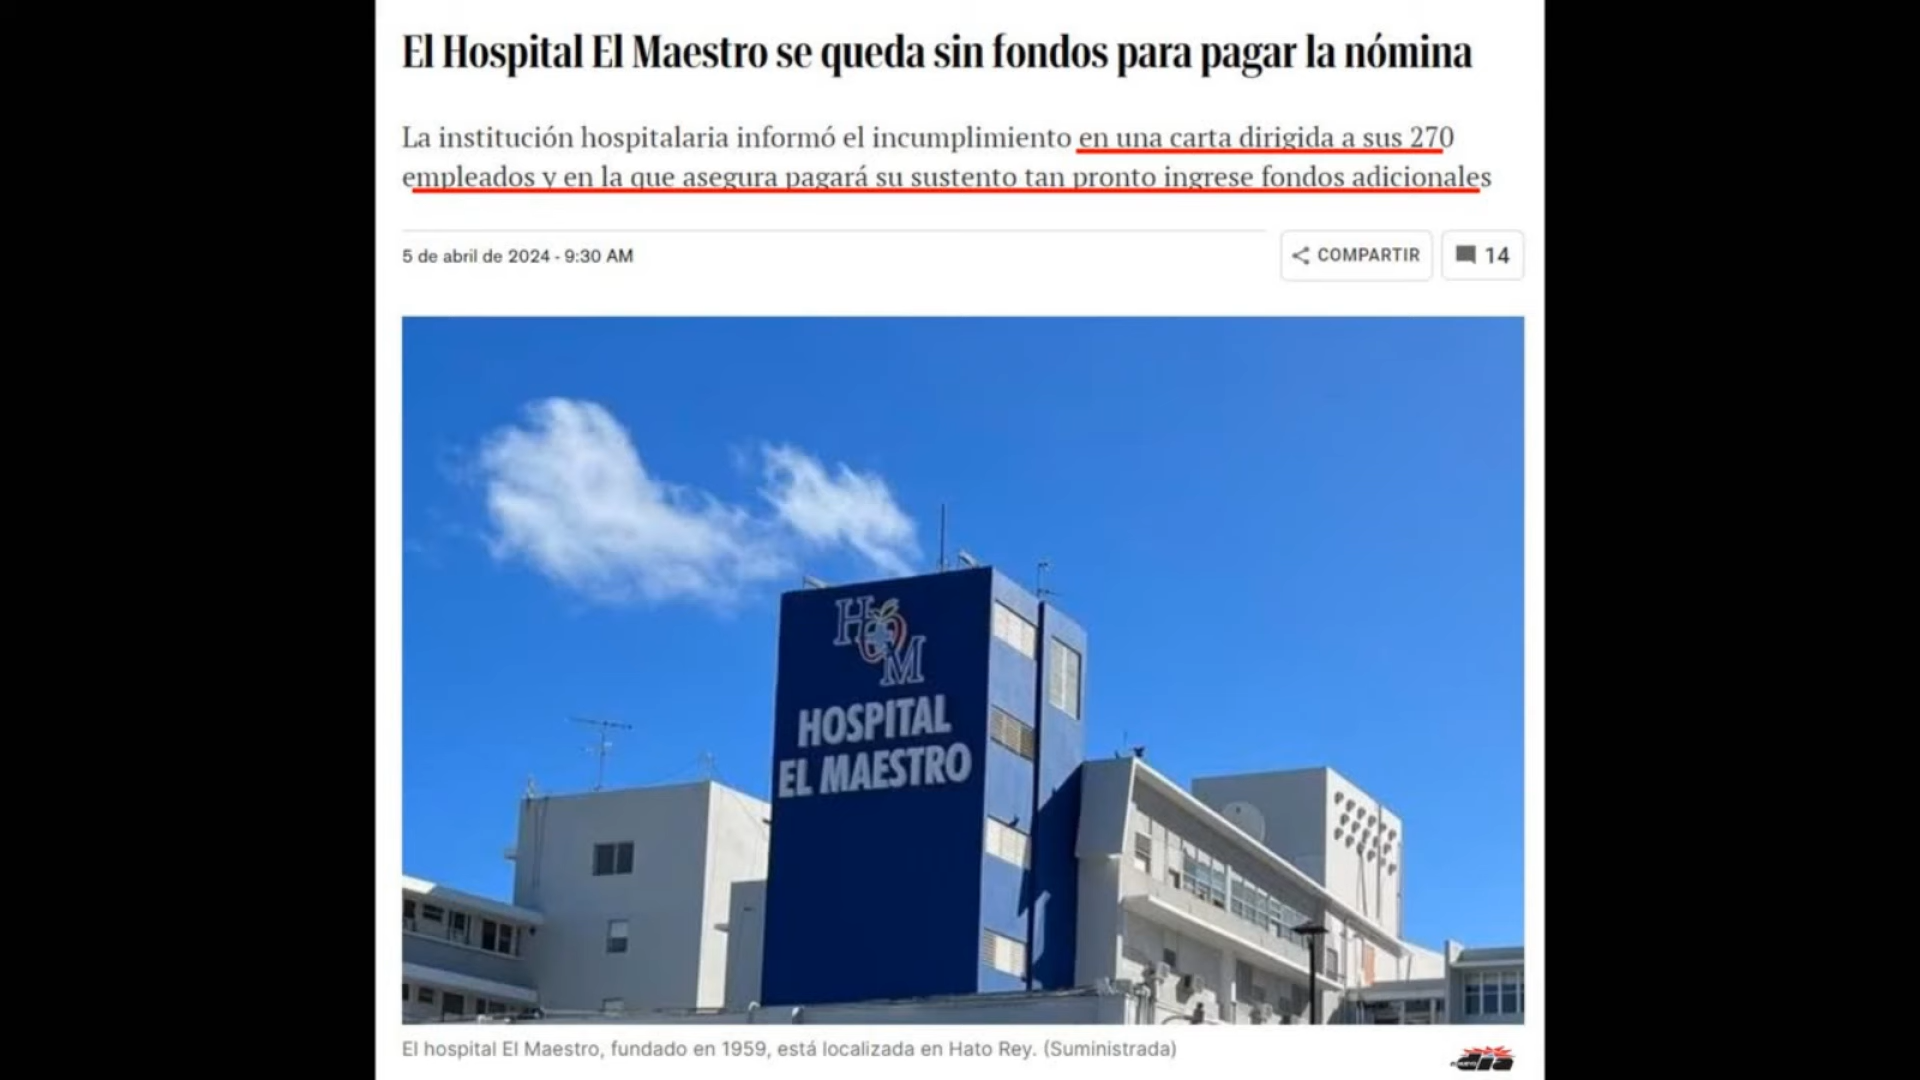 El Hospital El Maestro se queda sin fondos para pagar la nómina
La institución hospitalaria informó el incumplimiento en una carta dirigida a sus 270
empleados y en la que asegura pagará su sustento tan pronto ingrese fondos adicionales
5 de abril de 2024 - 9:30 AM
COMPARTIR
14
HOM
HOSPITAL
EL MAESTRO
El hospital El Maestro, fundado en 1959, está localizada en Hato Rey. (Suministrada)
día